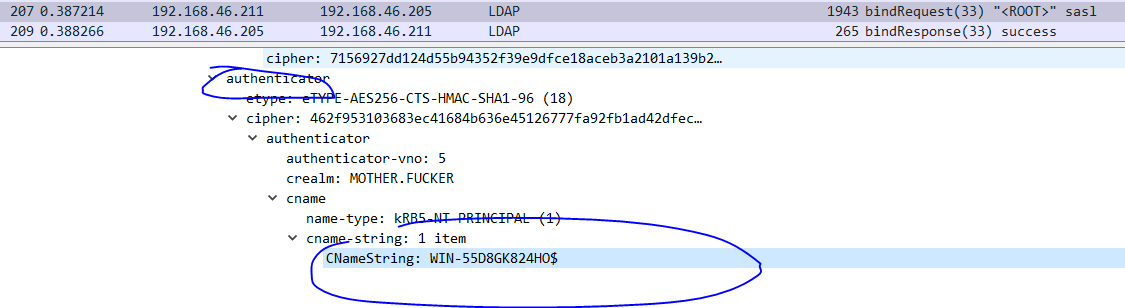 207 0.387214 192.168.46.211 192.168.46.205 LDAP 1943 bindRequest(33) "<ROOT>" sasl
209 0.388266 192.168.46.205 192.168.46.211 LDAP 265 bindResponse(33) success
cipher: 7156927dd124d55b94352f39e9dfce18aceb3a2101a139b2…
authenticator
etype: eTYPE-AES256-CTS-HMAC-SHA1-96 (18)
cipher: 462f953103683ec41684b636e45126777fa92fb1ad42dfec…
authenticator
authenticator-vno: 5
crealm: MOTHER.FUCKER
cname
name-type: kRB5-NT-PRINCIPAL (1)
cname-string: 1 item
CNameString: WIN-55D8GK824HO$